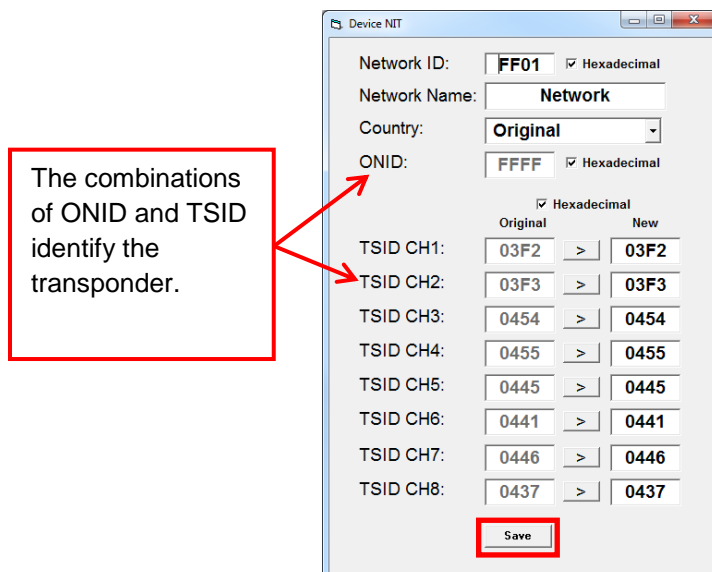 Device NIT
Network ID: FF01 Hexadecimal
Network Name: Network
Country: Original
ONID: FFFF Hexadecimal
The combinations
of ONID and TSID
identify the
transponder.
Hexadecimal
Original New
TSID CH1: 03F2 > 03F2
TSID CH2: 03F3 > 03F3
TSID CH3: 0454 > 0454
TSID CH4: 0455 > 0455
TSID CH5: 0445 > 0445
TSID CH6: 0441 > 0441
TSID CH7: 0446 > 0446
TSID CH8: 0437 > 0437
Save